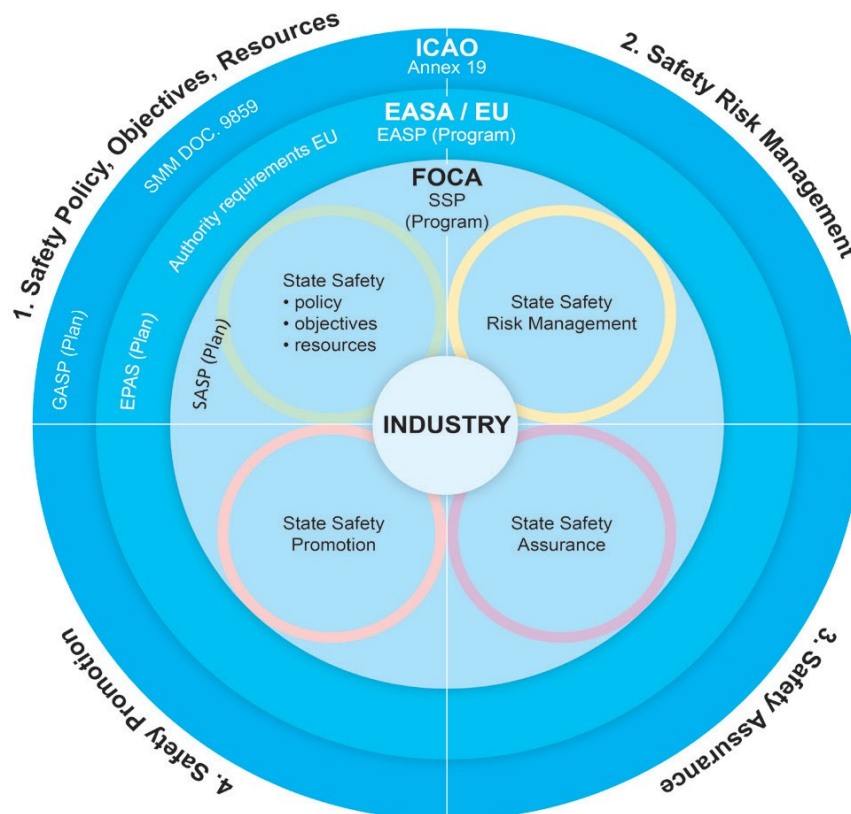 1. Safety Policy, Objectives, Resources
2. Safety Risk Management
ICAO
Annex 19
SMM DOC. 9859
GASP (Plan)
EASA / EU
EASP (Program)
Authority requirements EU
EPAS (Plan)
FOCA
SSP
(Program)
SASP (Plan)
State Safety
• policy
• objectives
• resources
State Safety
Risk Management
INDUSTRY
State Safety
Promotion
State Safety
Assurance
4. Safety Promotion
3. Safety Assurance